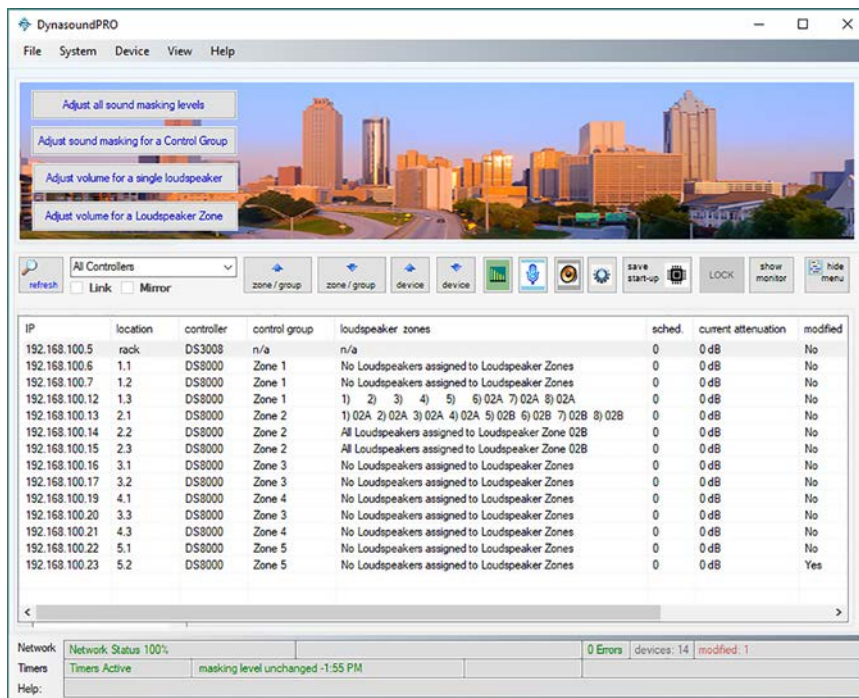 DynasoundPRO
File System Device View Help
Adjust all sound masking levels
Adjust sound masking for a Control Group
Adjust volume for a single loudspeaker
Adjust volume for a Loudspeaker Zone
refresh All Controllers Link Mirror zone / group zone / group device device save start-up LOCK show monitor hide menu
IP location controller control group loudspeaker zones sched. current attenuation modified
192.168.100.5 rack DS3008 n/a n/a 0 0 dB No
192.168.100.6 1.1 DS8000 Zone 1 No Loudspeakers assigned to Loudspeaker Zones 0 0 dB No
192.168.100.7 1.2 DS8000 Zone 1 No Loudspeakers assigned to Loudspeaker Zones 0 0 dB No
192.168.100.12 1.3 DS8000 Zone 1 1) 2) 3) 4) 5) 6) 02A 7) 02A 8) 02A 0 0 dB No
192.168.100.13 2.1 DS8000 Zone 2 1) 02A 2) 02A 3) 02A 4) 02A 5) 02B 6) 02B 7) 02B 8) 02B 0 0 dB No
192.168.100.14 2.2 DS8000 Zone 2 All Loudspeakers assigned to Loudspeaker Zone 02B 0 0 dB No
192.168.100.15 2.3 DS8000 Zone 2 All Loudspeakers assigned to Loudspeaker Zone 02B 0 0 dB No
192.168.100.16 3.1 DS8000 Zone 3 No Loudspeakers assigned to Loudspeaker Zones 0 0 dB No
192.168.100.17 3.2 DS8000 Zone 3 No Loudspeakers assigned to Loudspeaker Zones 0 0 dB No
192.168.100.19 4.1 DS8000 Zone 4 No Loudspeakers assigned to Loudspeaker Zones 0 0 dB No
192.168.100.20 3.3 DS8000 Zone 3 No Loudspeakers assigned to Loudspeaker Zones 0 0 dB No
192.168.100.21 4.3 DS8000 Zone 4 No Loudspeakers assigned to Loudspeaker Zones 0 0 dB No
192.168.100.22 5.1 DS8000 Zone 5 No Loudspeakers assigned to Loudspeaker Zones 0 0 dB No
192.168.100.23 5.2 DS8000 Zone 5 No Loudspeakers assigned to Loudspeaker Zones 0 0 dB Yes
Network Network Status 100% 0 Errors devices: 14 modified: 1
Timers Timers Active masking level unchanged -1:55 PM
Help: